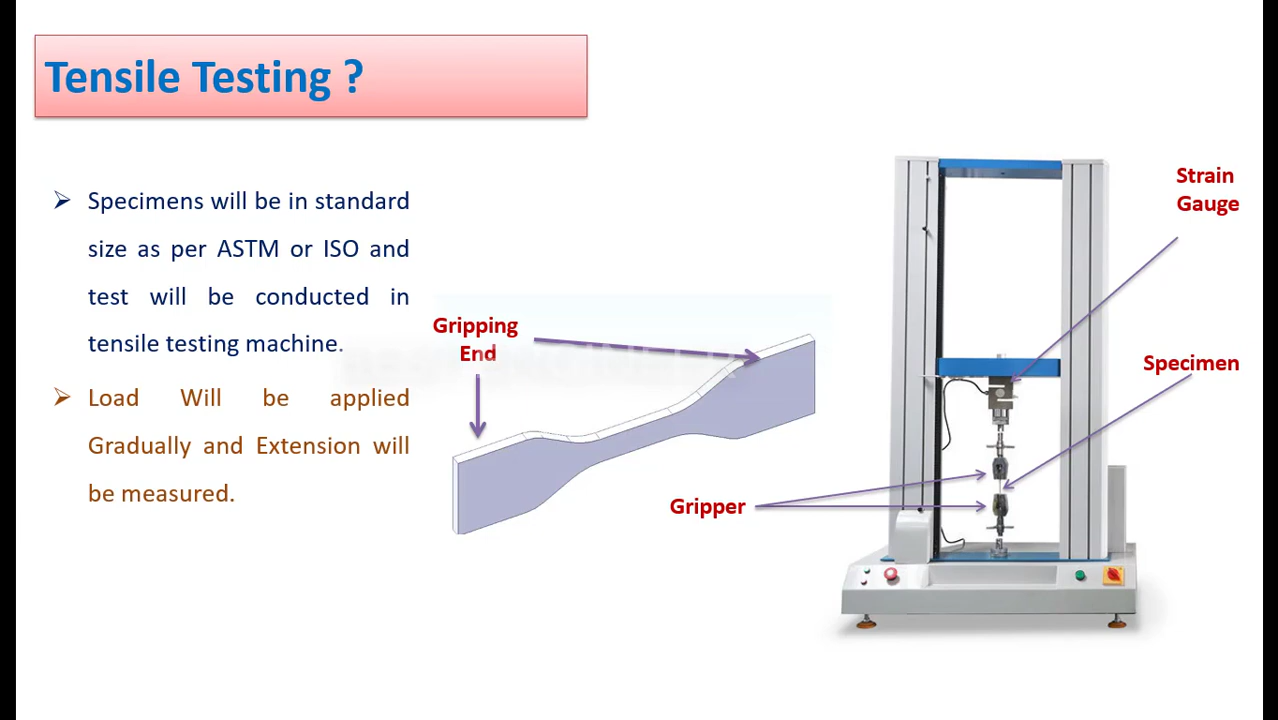 Tensile Testing ?
Specimens will be in standard
size as per ASTM or ISO and
test will be conducted in
tensile testing machine.
Load Will be applied
Gradually and Extension will
be measured.
Gripping
End
Strain
Gauge
Specimen
Gripper